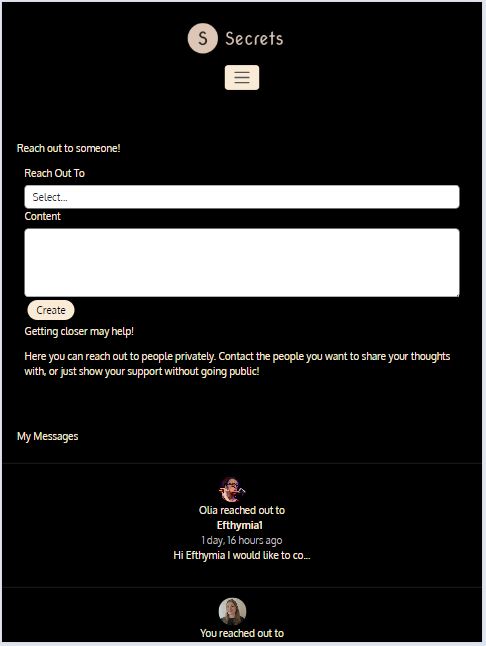 S Secrets
Reach out to someone!
Reach Out To
Select...
Content
Create
Getting closer may help!
Here you can reach out to people privately. Contact the people you want to share your thoughts
with, or just show your support without going public!
My Messages
Olia reached out to
Efthymia1
1 day, 16 hours ago
Hi Efthymia I would like to co...
You reached out to